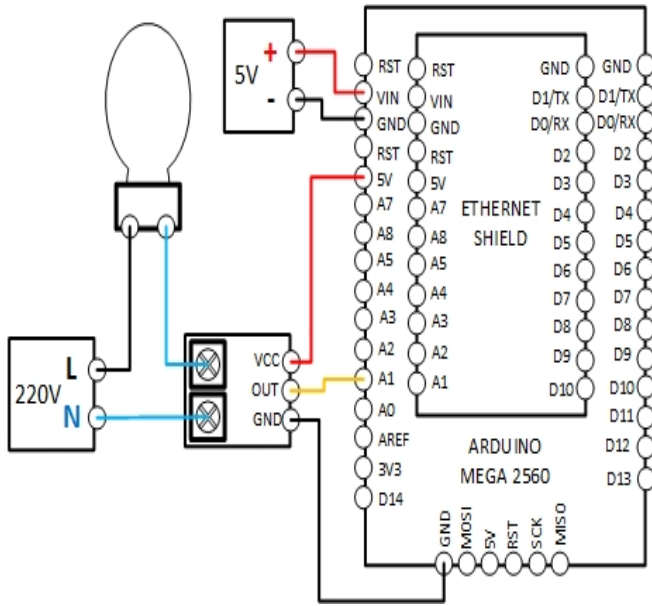 +
5V
-
L
220V
N
VCC
OUT
GND
RST
VIN
GND
RST
5V
A7
A8
A5
A4
A3
A2
A1
A0
AREF
3V3
D14
RST
VIN
GND
RST
5V
A7
A8
A5
A4
A3
A2
A1
ETHERNET
SHIELD
GND
D1/TX
D0/RX
D2
D3
D4
D5
D6
D7
D8
D9
D10
GND
D1/TX
D0/RX
D2
D3
D4
D5
D6
D7
D8
D9
D10
D11
D12
D13
ARDUINO
MEGA 2560
GND
MOSI
5V
RST
SCK
MISO